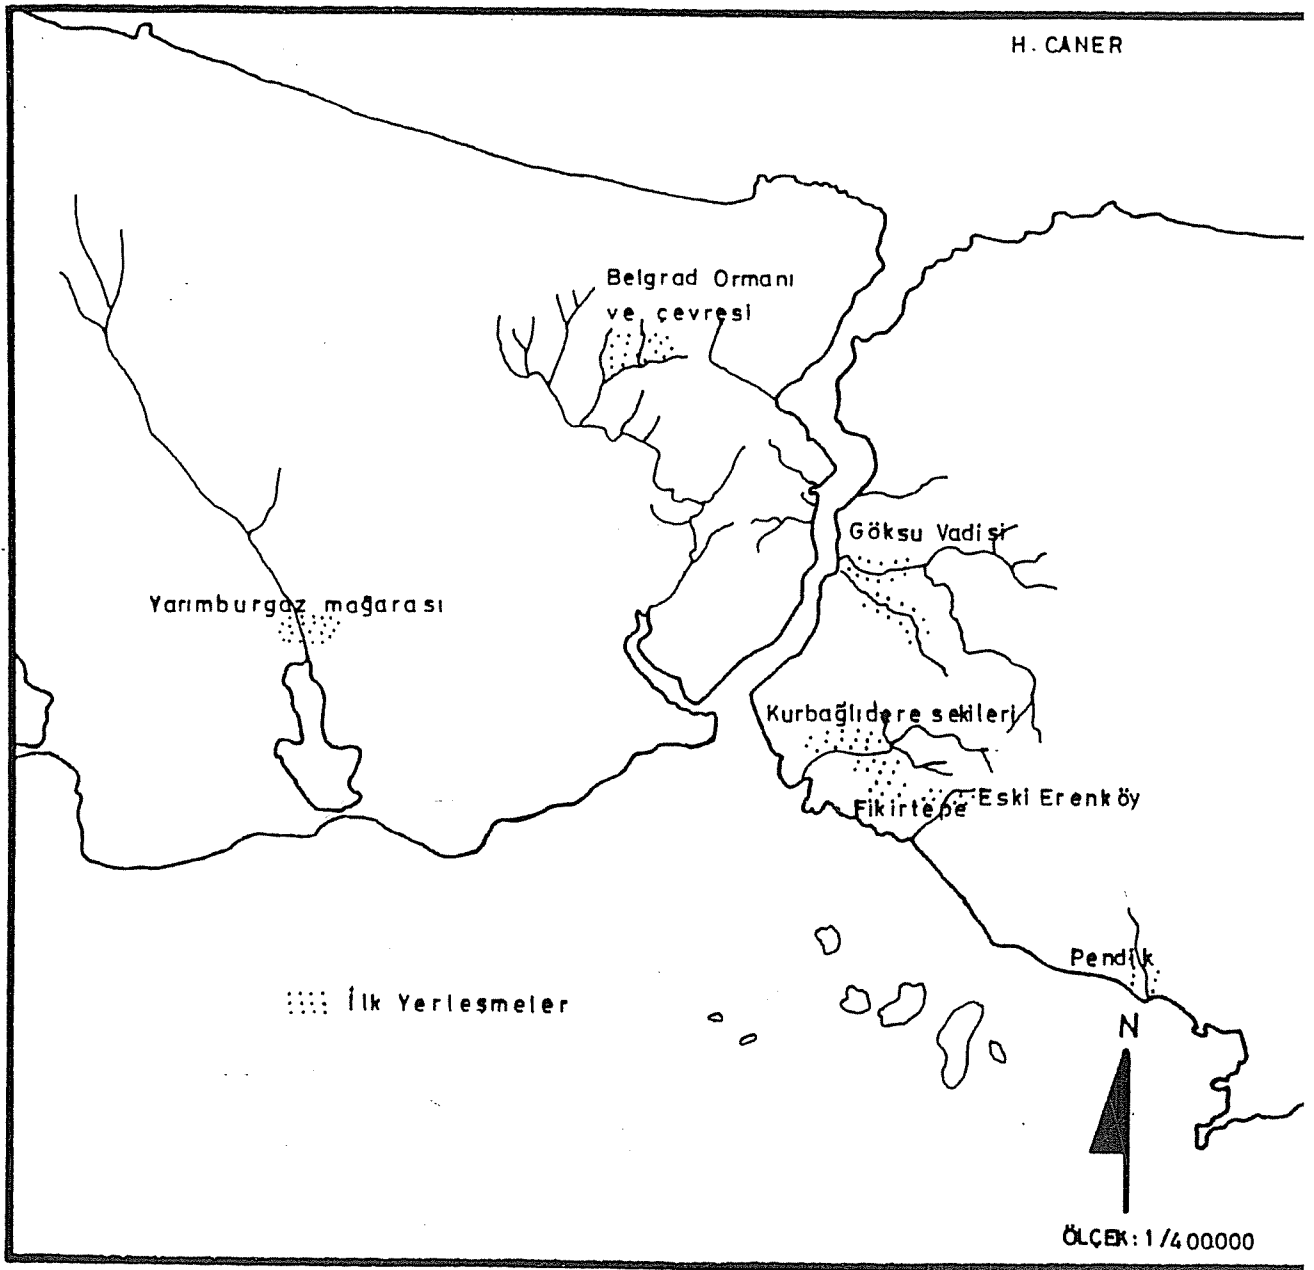 H. CANER
Belgrad Ormanı
ve çevresi
Göksu Vadisi
Yarımburgaz mağarası
Kurbağlıdere sekileri
Eski Erenköy
Fikirtepe
Pendik
İlk Yerleşmeler
N
ÖLÇEK: 1/400000